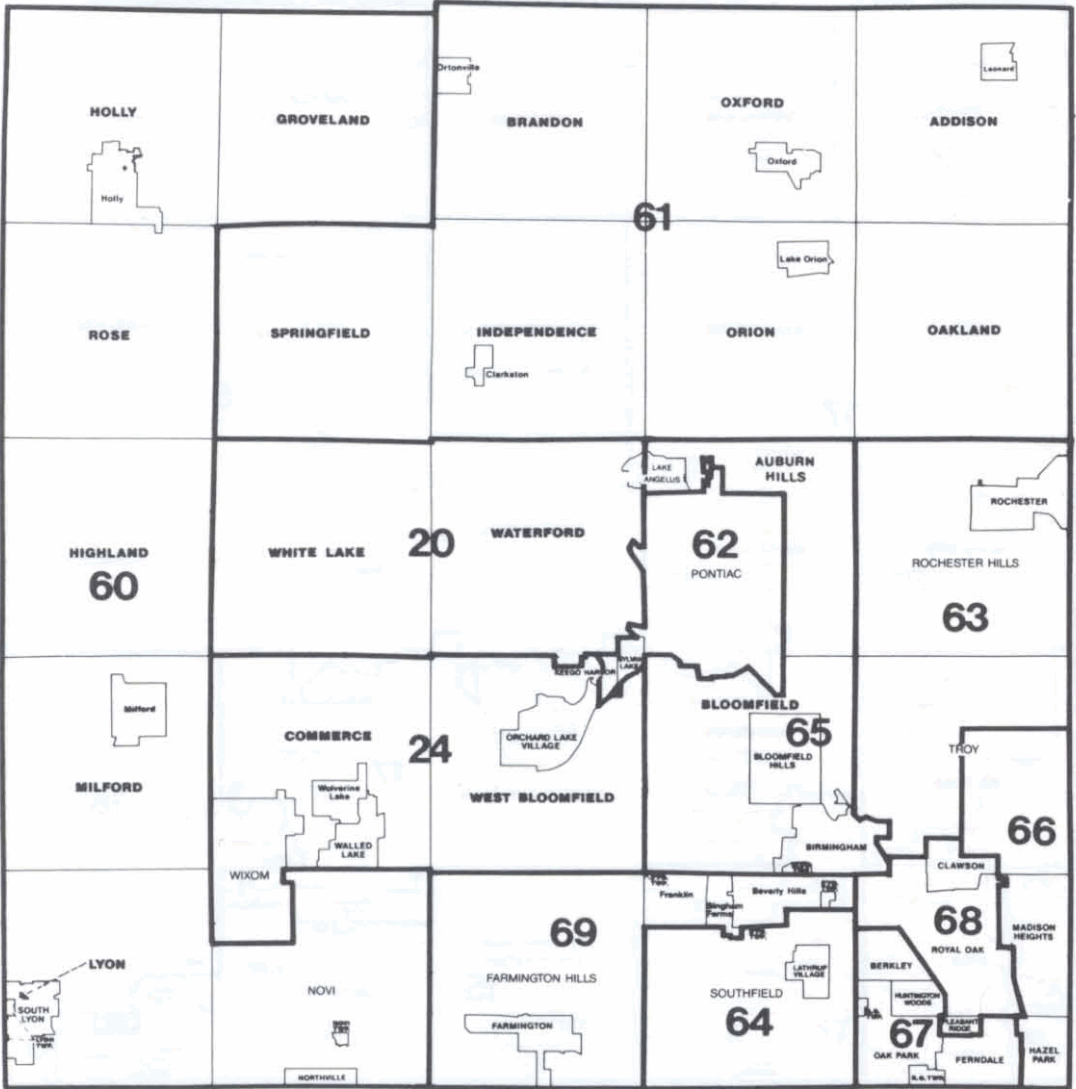 Ortonville
Leonard
HOLLY
GROVELAND
BRANDON
OXFORD
ADDISON
Oxford
Holly
61
Lake Orion
ROSE
SPRINGFIELD
INDEPENDENCE
ORION
OAKLAND
Clarkston
LAKE
ANGELUS
AUBURN
HILLS
ROCHESTER
HIGHLAND
60
WHITE LAKE
20
WATERFORD
62
PONTIAC
ROCHESTER HILLS
63
KEEGO HARBOR
SYLVAN
LAKE
Milford
MILFORD
COMMERCE
24
ORCHARD LAKE
VILLAGE
WEST BLOOMFIELD
BLOOMFIELD
65
BLOOMFIELD
HILLS
TROY
66
Wolverine
Lake
WALLED
LAKE
BIRMINGHAM
CLAWSON
WIXOM
Franklin
Bingham
Farms
Beverly Hills
69
FARMINGTON HILLS
68
ROYAL OAK
MADISON
HEIGHTS
LYON
SOUTH
LYON
NOVI
FARMINGTON
NORTHVILLE
SOUTHFIELD
64
LATHRUP
VILLAGE
BERKLEY
HUNTINGTON
WOODS
67
OAK PARK
PLEASANT
RIDGE
FERNDALE
HAZEL
PARK